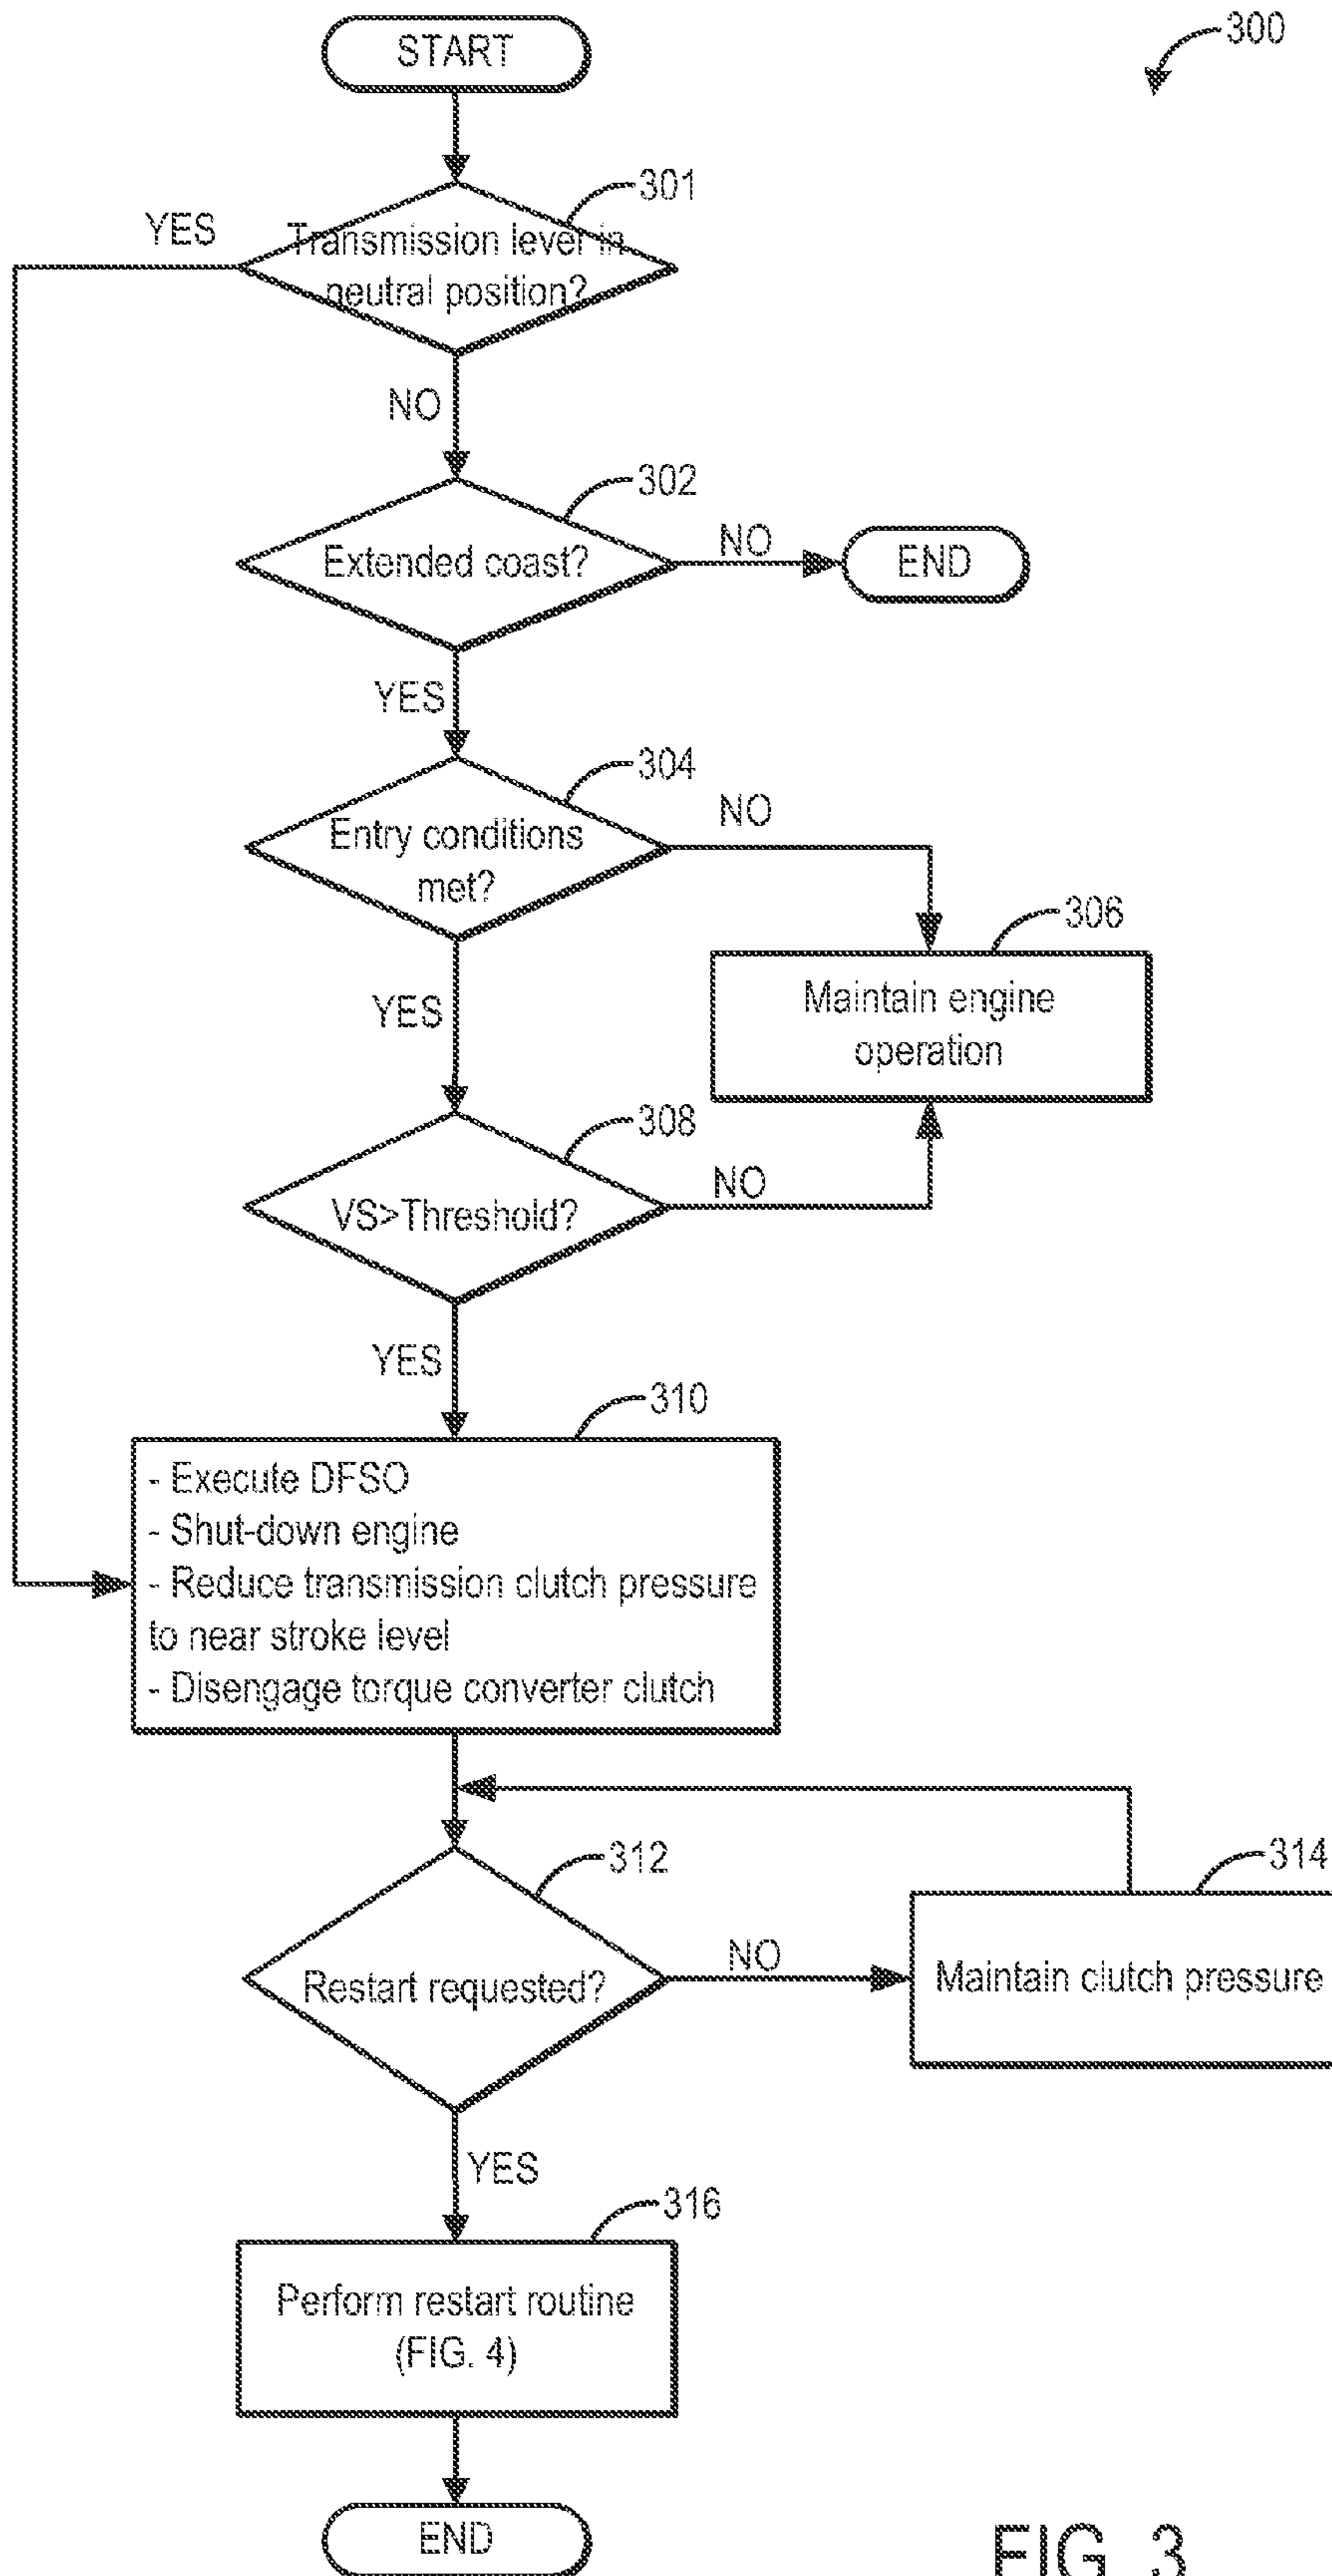 START
300
301
YES
Transmission lever in
neutral position?
NO
302
Extended coast?
NO
END
YES
304
Entry conditions
met?
NO
306
Maintain engine
operation
YES
308
VS>Threshold?
NO
YES
310
- Execute DFSO
- Shut-down engine
- Reduce transmission clutch pressure
to near stroke level
- Disengage torque converter clutch
312
314
Restart requested?
NO
Maintain clutch pressure
YES
316
Perform restart routine
(FIG. 4)
END
FIG. 3